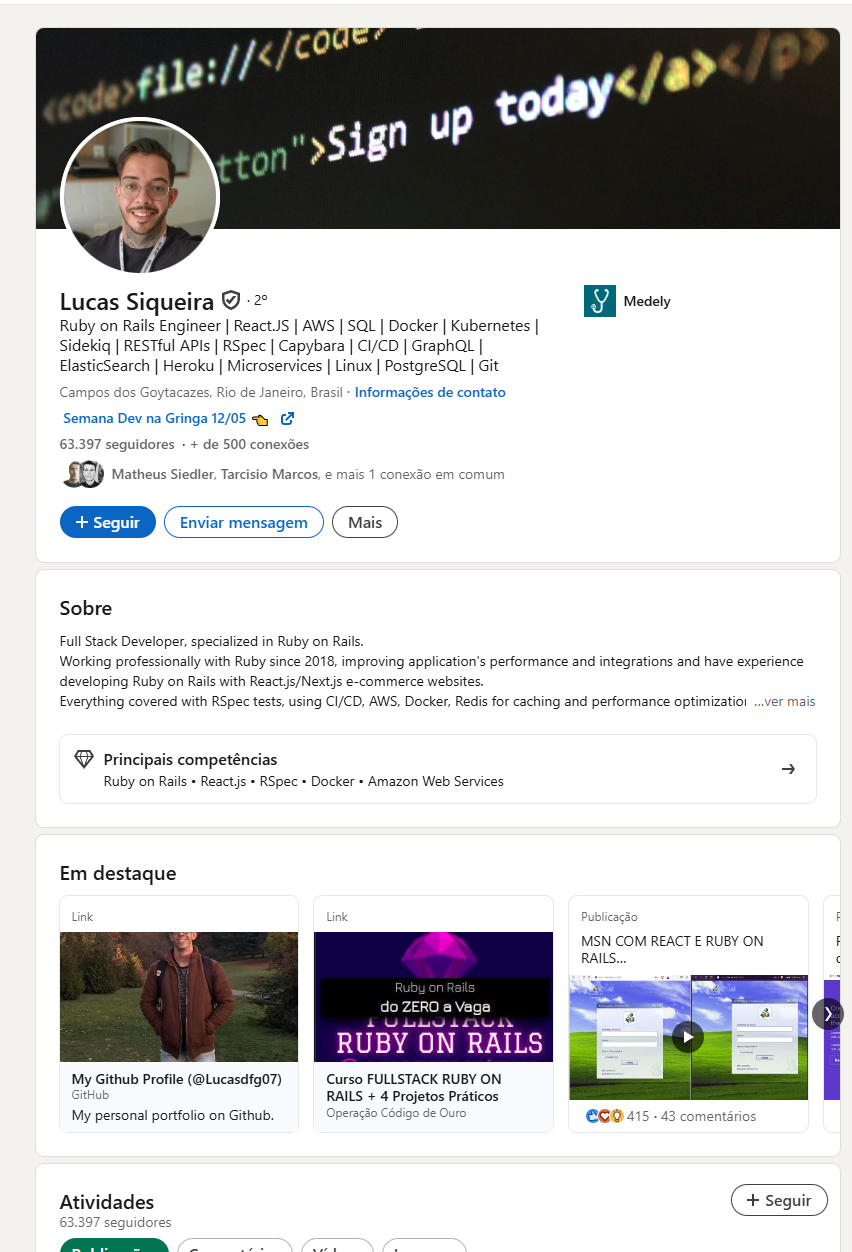 <code>file://</code>
tton">Sign up today</a></p>
Lucas Siqueira · 2º
Medely
Ruby on Rails Engineer | React.JS | AWS | SQL | Docker | Kubernetes |
Sidekiq | RESTful APIs | RSpec | Capybara | CI/CD | GraphQL |
ElasticSearch | Heroku | Microservices | Linux | PostgreSQL | Git
Campos dos Goytacazes, Rio de Janeiro, Brasil · Informações de contato
Semana Dev na Gringa 12/05 👈
63.397 seguidores · + de 500 conexões
Matheus Siedler, Tarcisio Marcos, e mais 1 conexão em comum
+ Seguir
Enviar mensagem
Mais
Sobre
Full Stack Developer, specialized in Ruby on Rails.
Working professionally with Ruby since 2018, improving application's performance and integrations and have experience
developing Ruby on Rails with React.js/Next.js e-commerce websites.
Everything covered with RSpec tests, using CI/CD, AWS, Docker, Redis for caching and performance optimization …ver mais
Principais competências
Ruby on Rails • React.js • RSpec • Docker • Amazon Web Services
Em destaque
Link
My Github Profile (@Lucasdfg07)
GitHub
My personal portfolio on Github.
Link
Ruby on Rails
do ZERO a Vaga
FULLSTACK
RUBY ON RAILS
Curso FULLSTACK RUBY ON
RAILS + 4 Projetos Práticos
Operação Código de Ouro
Publicação
MSN COM REACT E RUBY ON
RAILS...
415 · 43 comentários
Atividades
63.397 seguidores
+ Seguir